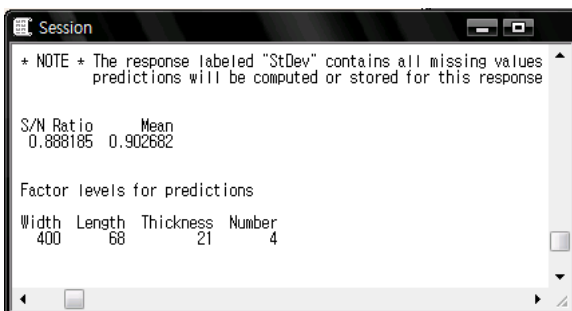 Session
* NOTE * The response labeled "StDev" contains all missing values
predictions will be computed or stored for this response
S/N Ratio Mean
0.888185 0.902682
Factor levels for predictions
Width Length Thickness Number
400 68 21 4